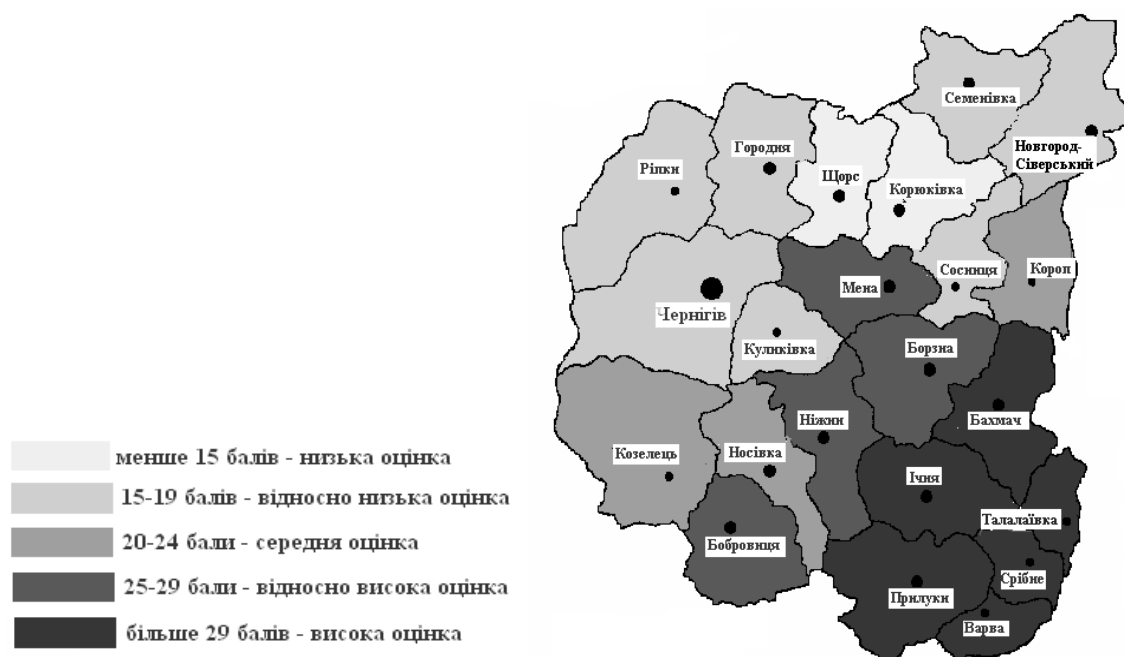 Семенівка
Новгород-
Сіверський
Городня
Ріпки
Щорс
Корюківка
Сосниця
Короп
Мена
Чернігів
Куликівка
Борзна
Бахмач
Ніжин
Носівка
Козелець
Ічня
Талалаївка
Бобровиця
Срібне
Прилуки
Варва
менше 15 балів - низька оцінка
15-19 балів - відносно низька оцінка
20-24 бали - середня оцінка
25-29 бали - відносно висока оцінка
більше 29 балів - висока оцінка